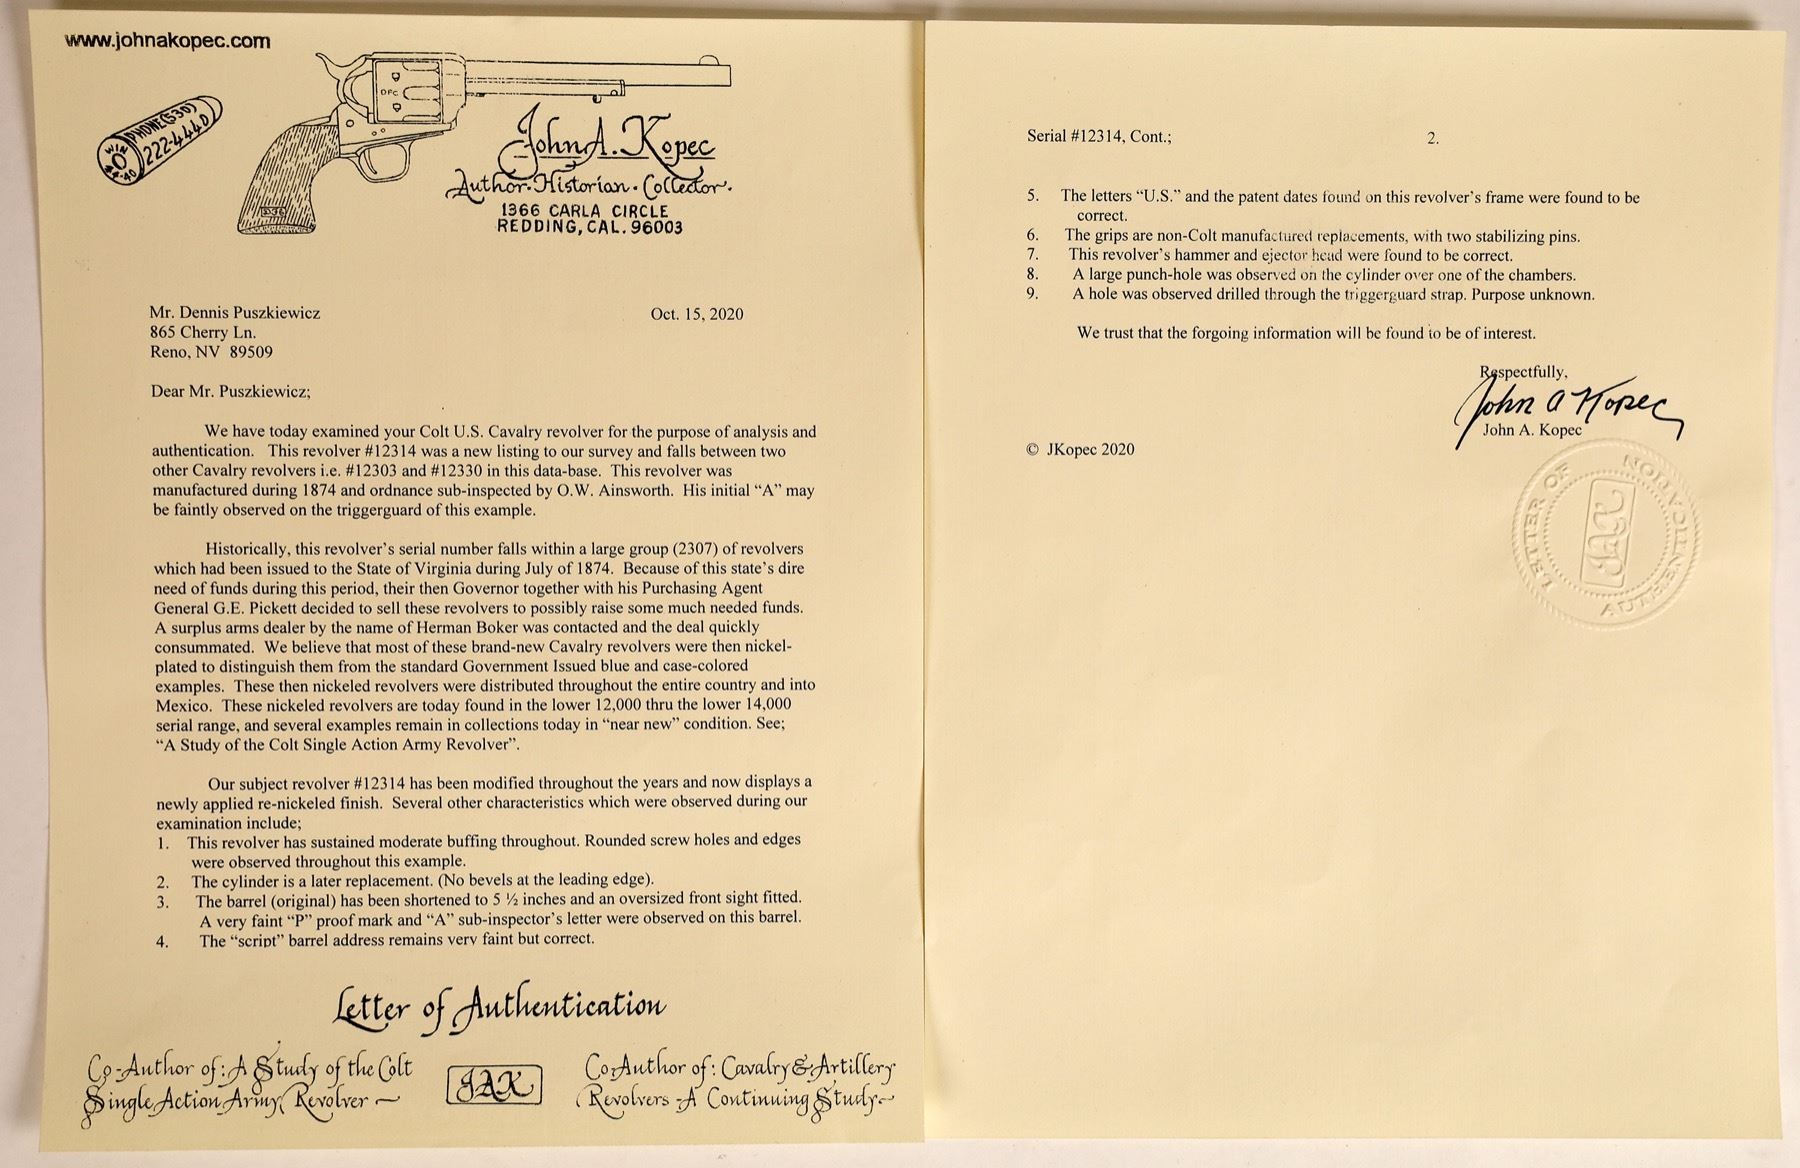 www.johnakopec.com
PHONE (530)
222-4440
WIN
44-40
DFC
John A. Kopec
Author · Historian · Collector ·
1366 CARLA CIRCLE
REDDING, CAL. 96003
Mr. Dennis Puszkiewicz Oct. 15, 2020
865 Cherry Ln.
Reno, NV 89509
Dear Mr. Puszkiewicz;
We have today examined your Colt U.S. Cavalry revolver for the purpose of analysis and
authentication. This revolver #12314 was a new listing to our survey and falls between two
other Cavalry revolvers i.e. #12303 and #12330 in this data-base. This revolver was
manufactured during 1874 and ordnance sub-inspected by O.W. Ainsworth. His initial “A” may
be faintly observed on the triggerguard of this example.
Historically, this revolver’s serial number falls within a large group (2307) of revolvers
which had been issued to the State of Virginia during July of 1874. Because of this state’s dire
need of funds during this period, their then Governor together with his Purchasing Agent
General G.E. Pickett decided to sell these revolvers to possibly raise some much needed funds.
A surplus arms dealer by the name of Herman Boker was contacted and the deal quickly
consummated. We believe that most of these brand-new Cavalry revolvers were then nickel-
plated to distinguish them from the standard Government Issued blue and case-colored
examples. These then nickeled revolvers were distributed throughout the entire country and into
Mexico. These nickeled revolvers are today found in the lower 12,000 thru the lower 14,000
serial range, and several examples remain in collections today in “near new” condition. See;
“A Study of the Colt Single Action Army Revolver”.
Our subject revolver #12314 has been modified throughout the years and now displays a
newly applied re-nickeled finish. Several other characteristics which were observed during our
examination include;
1. This revolver has sustained moderate buffing throughout. Rounded screw holes and edges
were observed throughout this example.
2. The cylinder is a later replacement. (No bevels at the leading edge).
3. The barrel (original) has been shortened to 5 ½ inches and an oversized front sight fitted.
A very faint “P” proof mark and “A” sub-inspector’s letter were observed on this barrel.
4. The “script” barrel address remains very faint but correct.
Letter of Authentication
Co-Author of: A Study of the Colt
Single Action Army Revolver ~
JAK
Co-Author of: Cavalry & Artillery
Revolvers - A Continuing Study ~
Serial #12314, Cont.; 2.
5. The letters “U.S.” and the patent dates found on this revolver’s frame were found to be
correct.
6. The grips are non-Colt manufactured replacements, with two stabilizing pins.
7. This revolver’s hammer and ejector head were found to be correct.
8. A large punch-hole was observed on the cylinder over one of the chambers.
9. A hole was observed drilled through the triggerguard strap. Purpose unknown.
We trust that the forgoing information will be found to be of interest.
Respectfully,
John A Kopec
John A. Kopec
© JKopec 2020
LETTER OF AUTHENTICATION
JAK